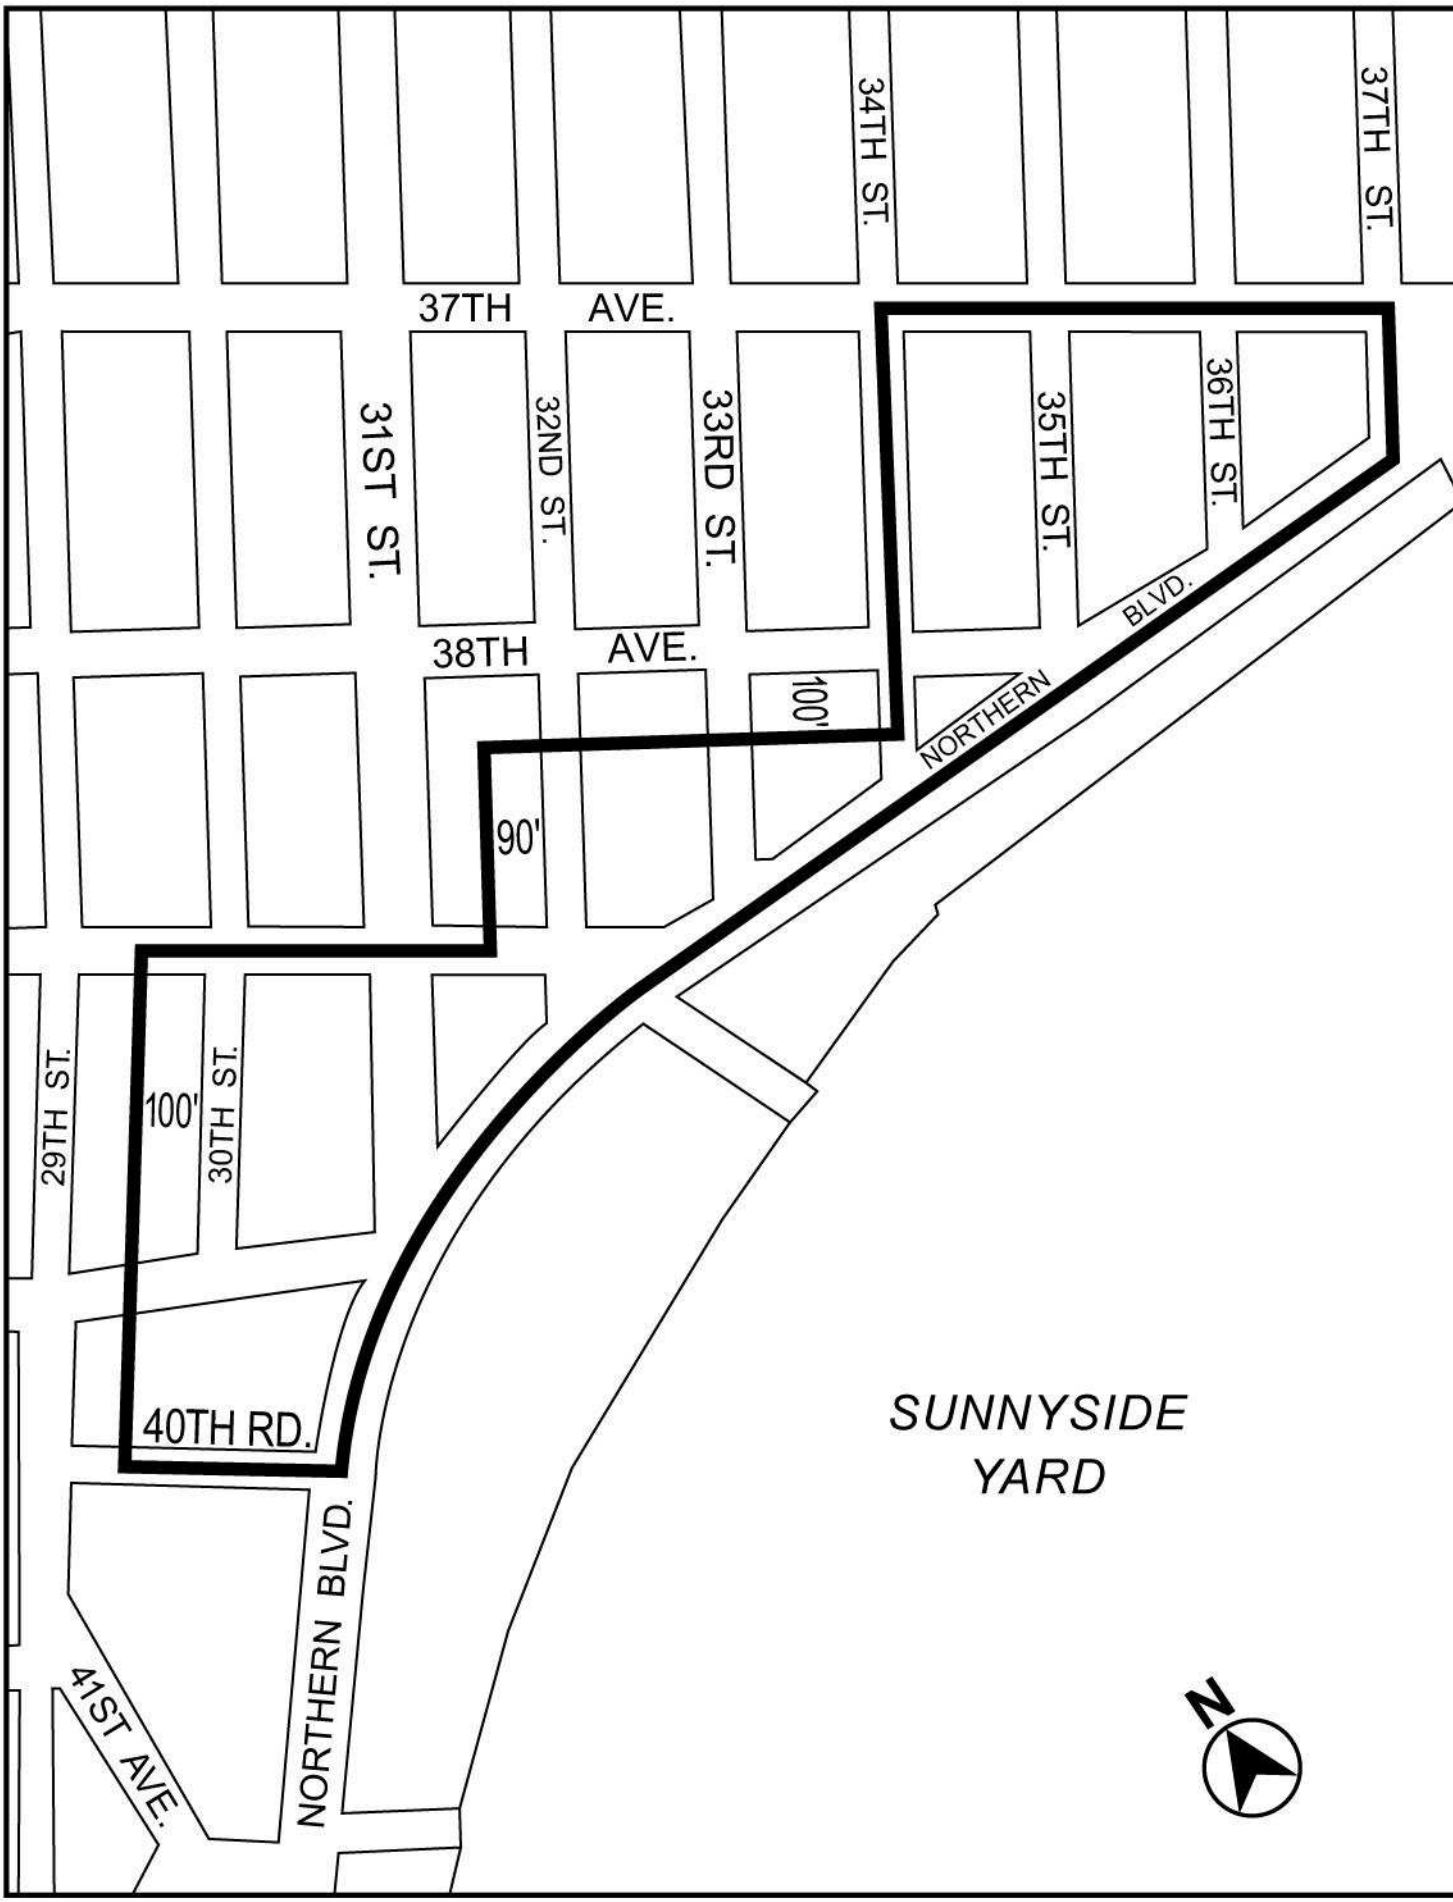 34TH ST.
37TH ST.
37TH AVE.
31ST ST.
32ND ST.
33RD ST.
35TH ST.
36TH ST.
BLVD.
NORTHERN
38TH AVE.
100'
90'
29TH ST.
100'
30TH ST.
40TH RD.
SUNNYSIDE
YARD
NORTHERN BLVD.
41ST AVE.
N